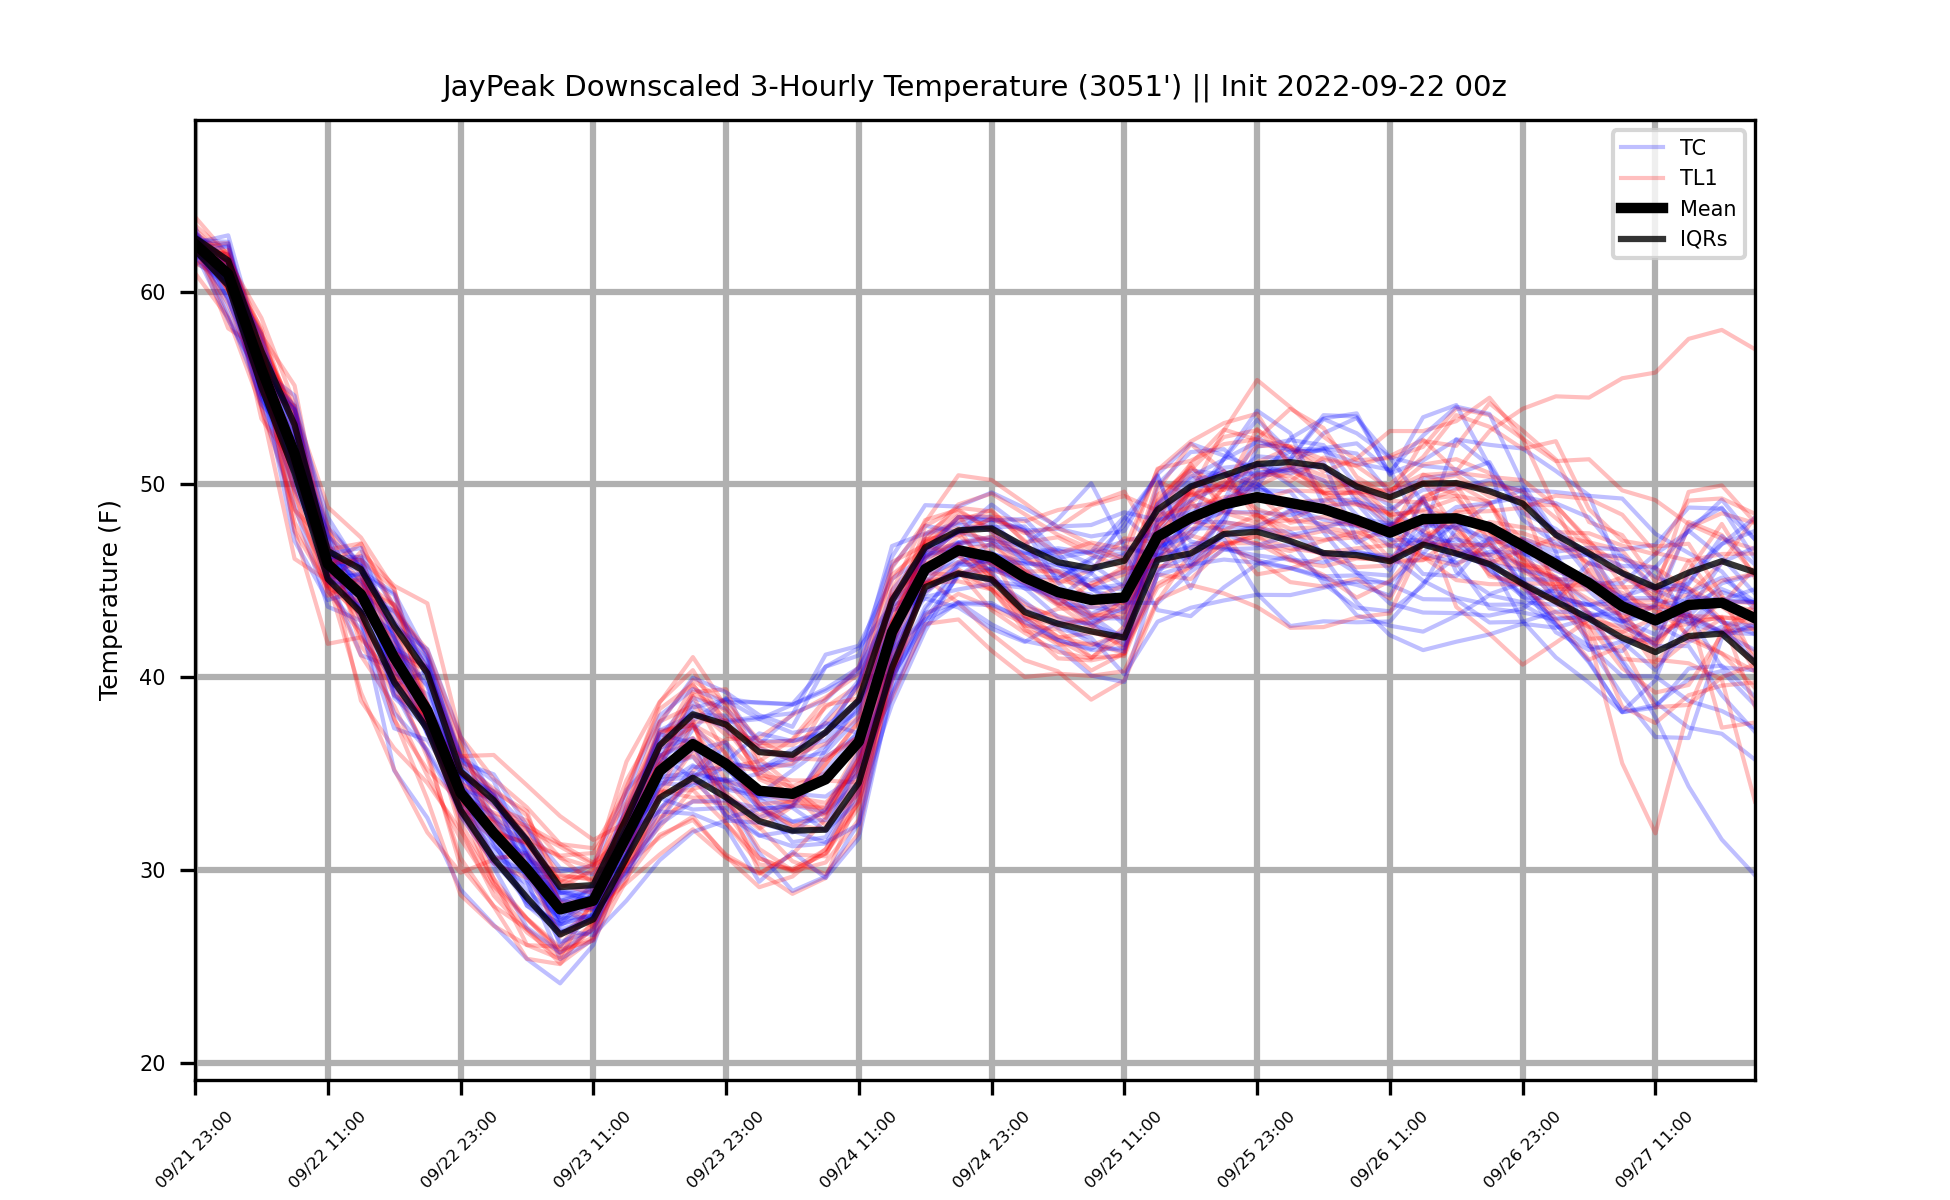 JayPeak Downscaled 3-Hourly Temperature (3051') || Init 2022-09-22 00z
TC
TL1
Mean
IQRs
Temperature (F)
60
50
40
30
20
09/21 23:00
09/22 11:00
09/22 23:00
09/23 11:00
09/23 23:00
09/24 11:00
09/24 23:00
09/25 11:00
09/25 23:00
09/26 11:00
09/26 23:00
09/27 11:00